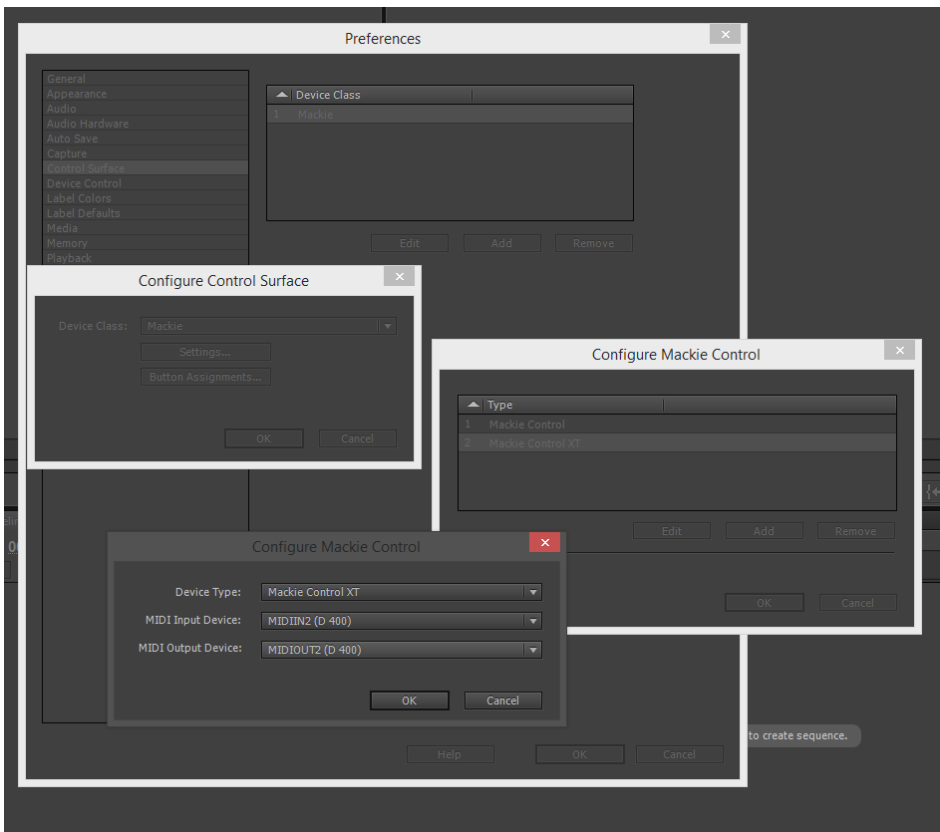 Preferences
General
Appearance
Audio
Audio Hardware
Auto Save
Capture
Control Surface
Device Control
Label Colors
Label Defaults
Media
Memory
Playback
Device Class
1 Mackie
Edit Add Remove
Configure Control Surface
Device Class: Mackie
Settings...
Button Assignments...
OK Cancel
Configure Mackie Control
Type
1 Mackie Control
2 Mackie Control XT
Edit Add Remove
OK Cancel
Configure Mackie Control
Device Type: Mackie Control XT
MIDI Input Device: MIDIIN2 (D 400)
MIDI Output Device: MIDIOUT2 (D 400)
OK Cancel
to create sequence.
Help OK Cancel